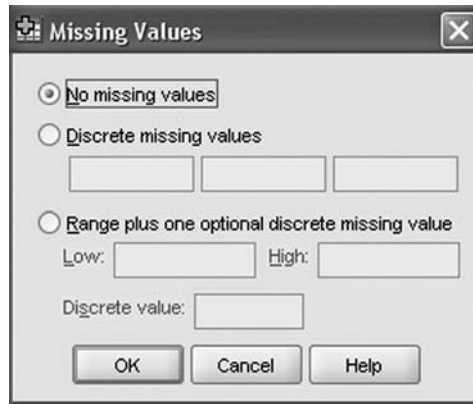 Missing Values
No missing values
Discrete missing values
Range plus one optional discrete missing value
Low: High:
Discrete value:
OK Cancel Help